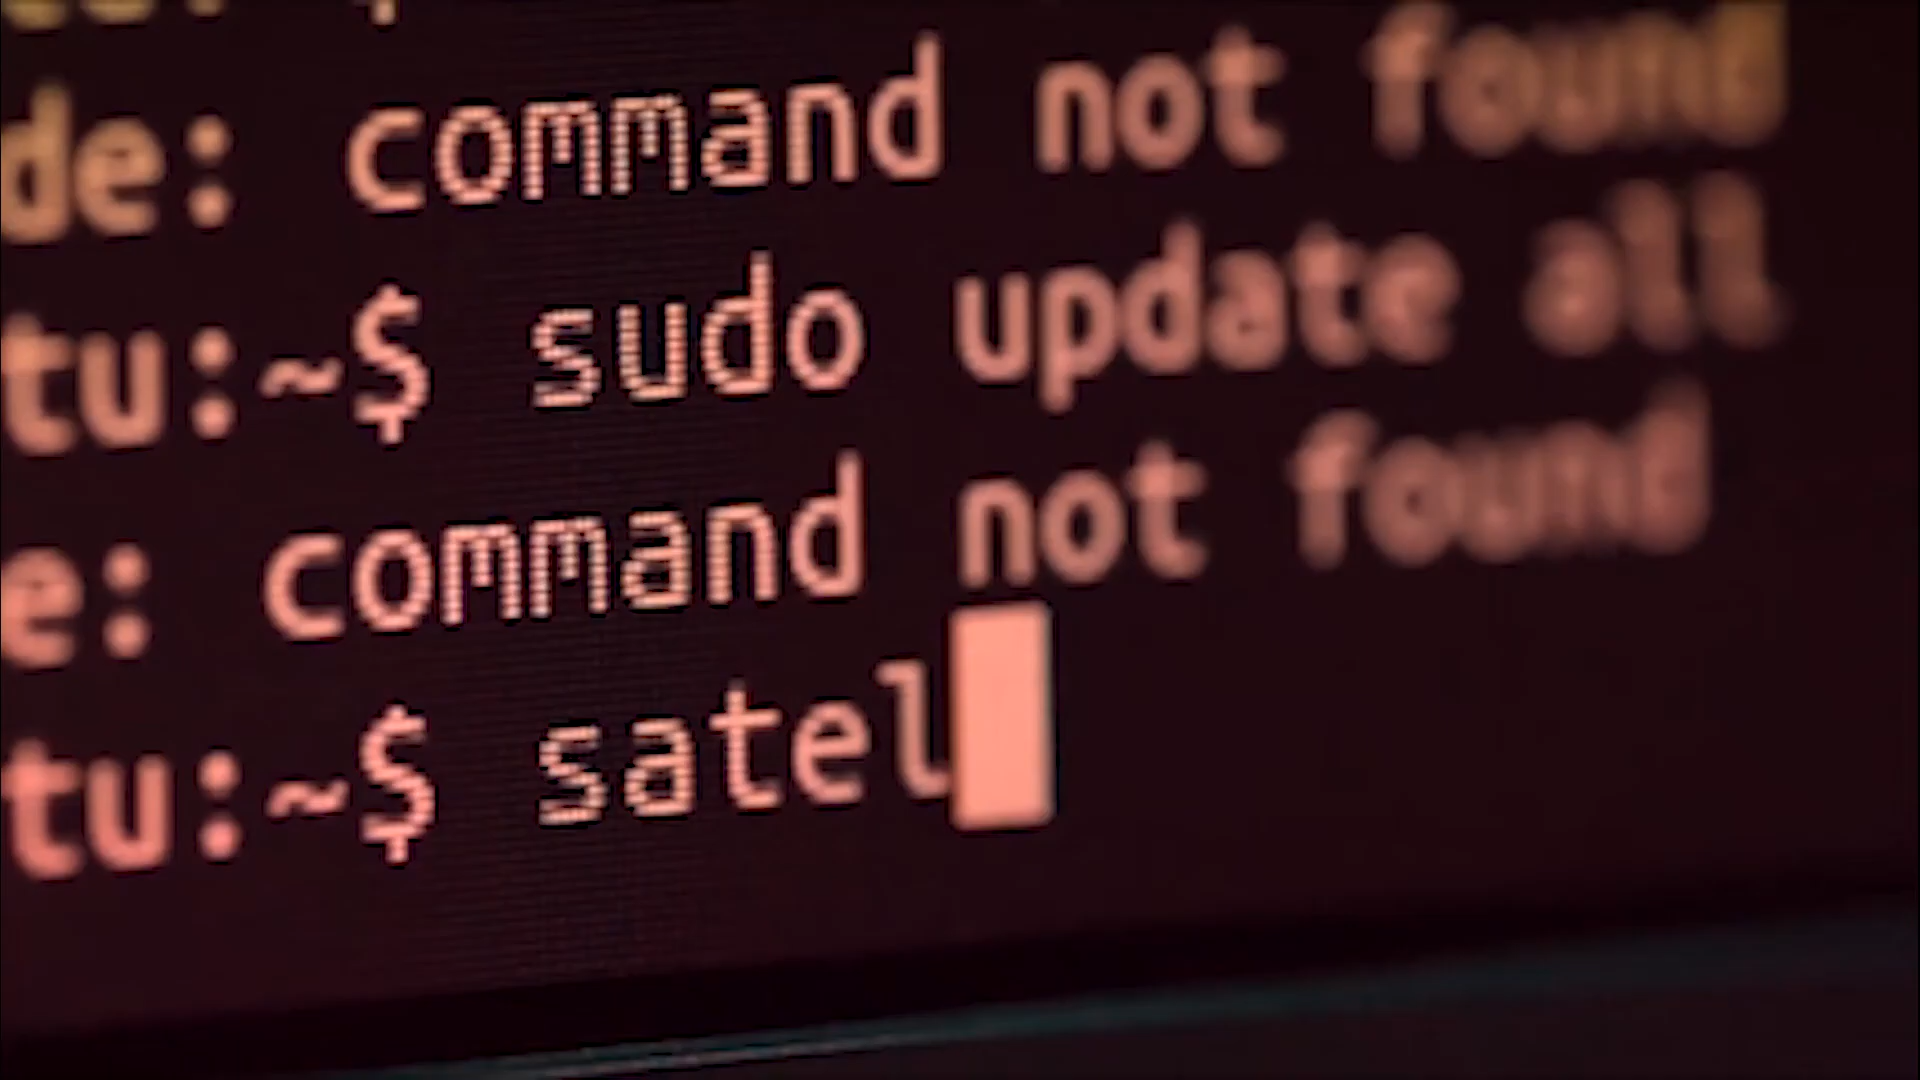 de: command not found
tu:~$ sudo update all
e: command not found
tu:~$ satel